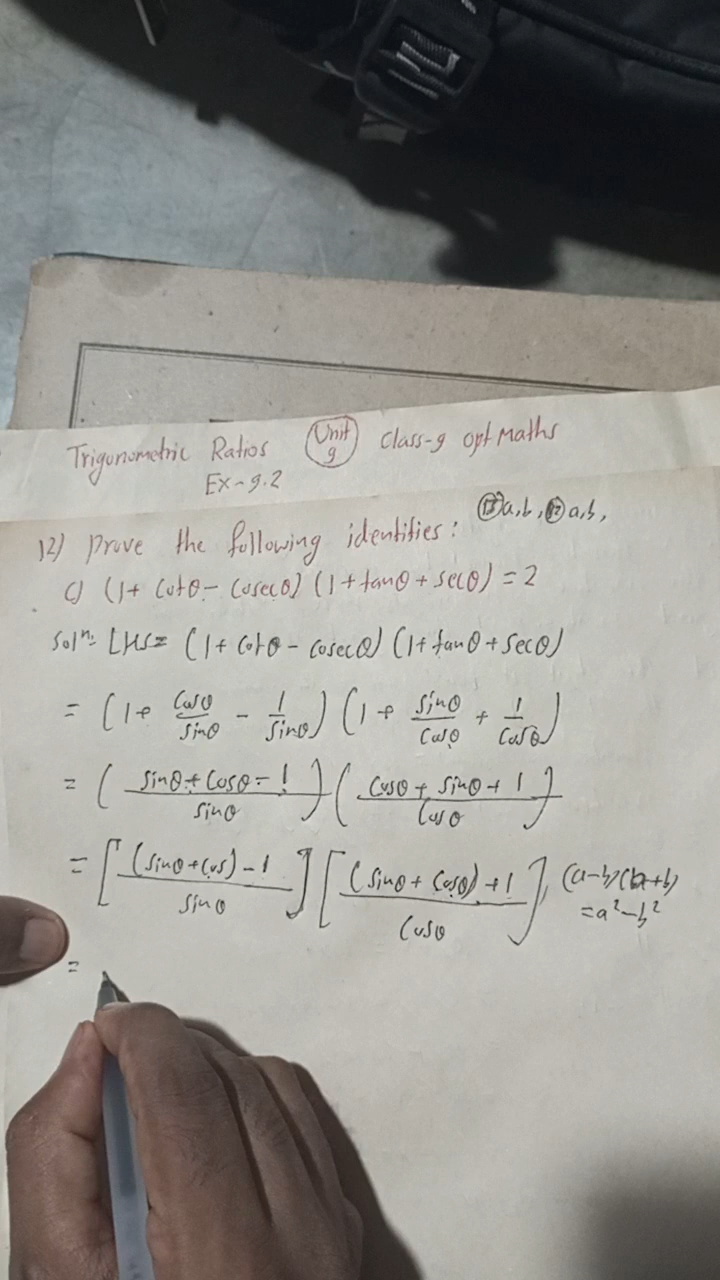 Trigunometric Ratios (Unit 9) Class-9 opt Maths
Ex-9.2
a,b, a,b,
12) Prove the following identities:
c) (1+ cotθ - cosecθ) (1+tanθ+secθ) = 2
Solⁿ:- LHS= (1+ cotθ - cosecθ) (1+tanθ+secθ)
= (1+ cosθ/sinθ - 1/sinθ) (1+ sinθ/cosθ + 1/cosθ)
= (sinθ+cosθ-1/sinθ) (cosθ+sinθ+1/cosθ)
= [(sinθ+cos)-1/sinθ] [(sinθ+cosθ)+1/cosθ], (a-b)(a+b)
=a²-b²
=